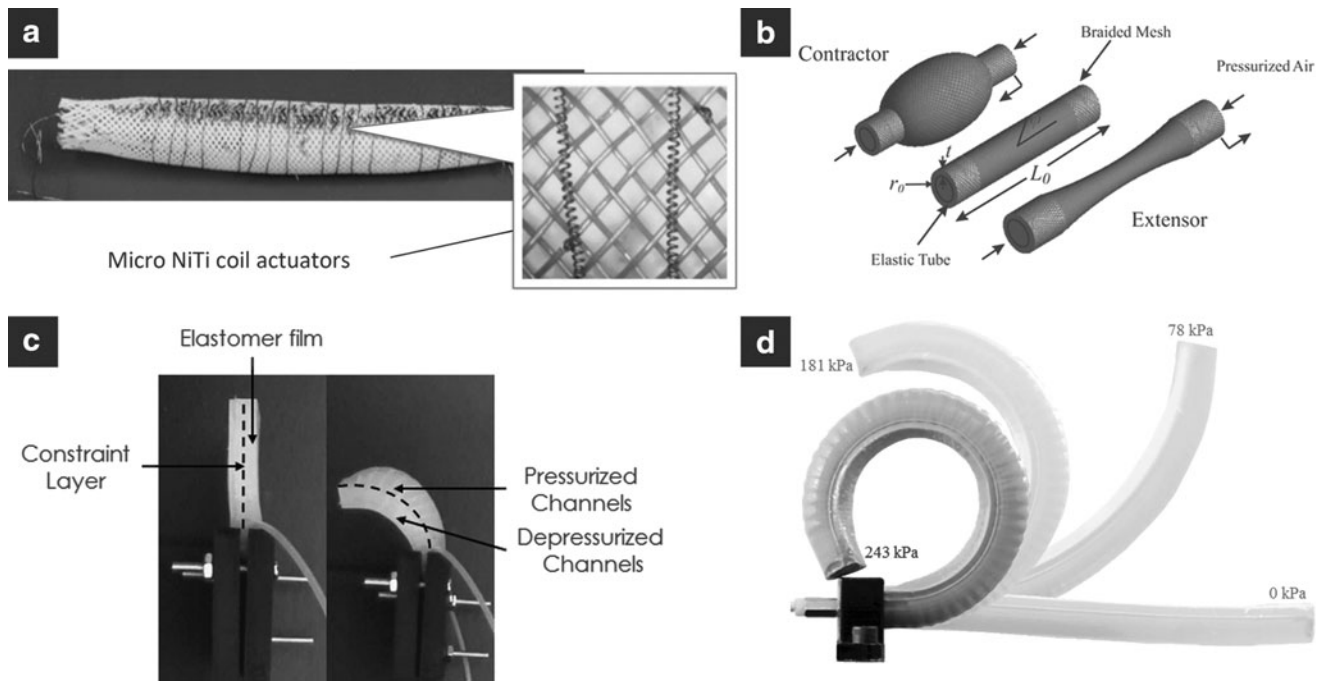 a
Micro NiTi coil actuators
b
Contractor
Braided Mesh
Pressurized Air
t
r₀
L₀
Elastic Tube
Extensor
c
Elastomer film
Constraint
Layer
Pressurized
Channels
Depressurized
Channels
d
181 kPa
78 kPa
243 kPa
0 kPa